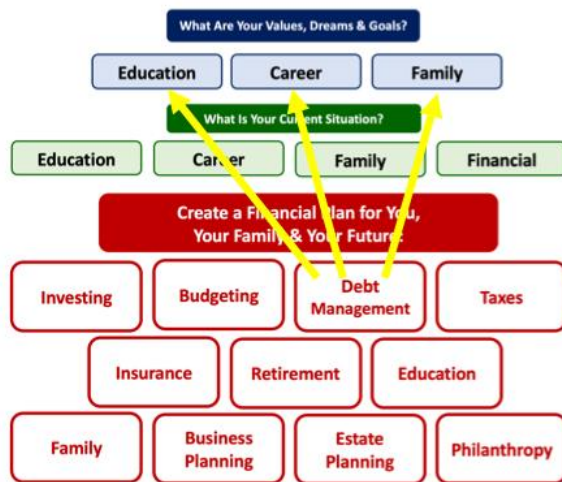 What Are Your Values, Dreams & Goals?
Education Career Family
What Is Your Current Situation?
Education Career Family Financial
Create a Financial Plan for You,
Your Family & Your Future:
Investing Budgeting Debt Management Taxes
Insurance Retirement Education
Family Business Planning Estate Planning Philanthropy